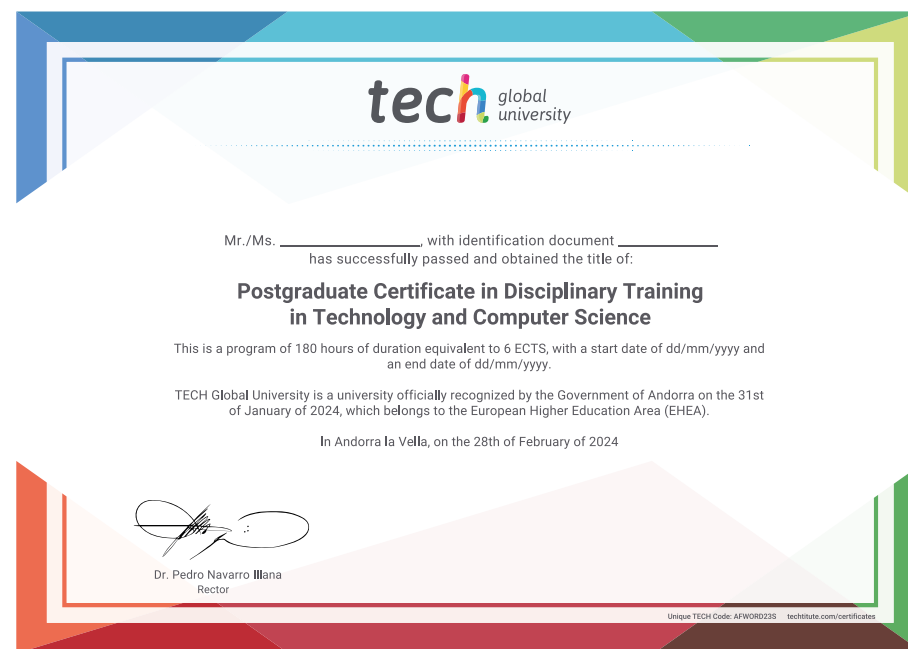 tech global university
Mr./Ms. ____________________, with identification document ______________
has successfully passed and obtained the title of:
Postgraduate Certificate in Disciplinary Training
in Technology and Computer Science
This is a program of 180 hours of duration equivalent to 6 ECTS, with a start date of dd/mm/yyyy and
an end date of dd/mm/yyyy.
TECH Global University is a university officially recognized by the Government of Andorra on the 31st
of January of 2024, which belongs to the European Higher Education Area (EHEA).
In Andorra la Vella, on the 28th of February of 2024
Dr. Pedro Navarro Illana
Rector
Unique TECH Code: AFWORD23S techtitute.com/certificates